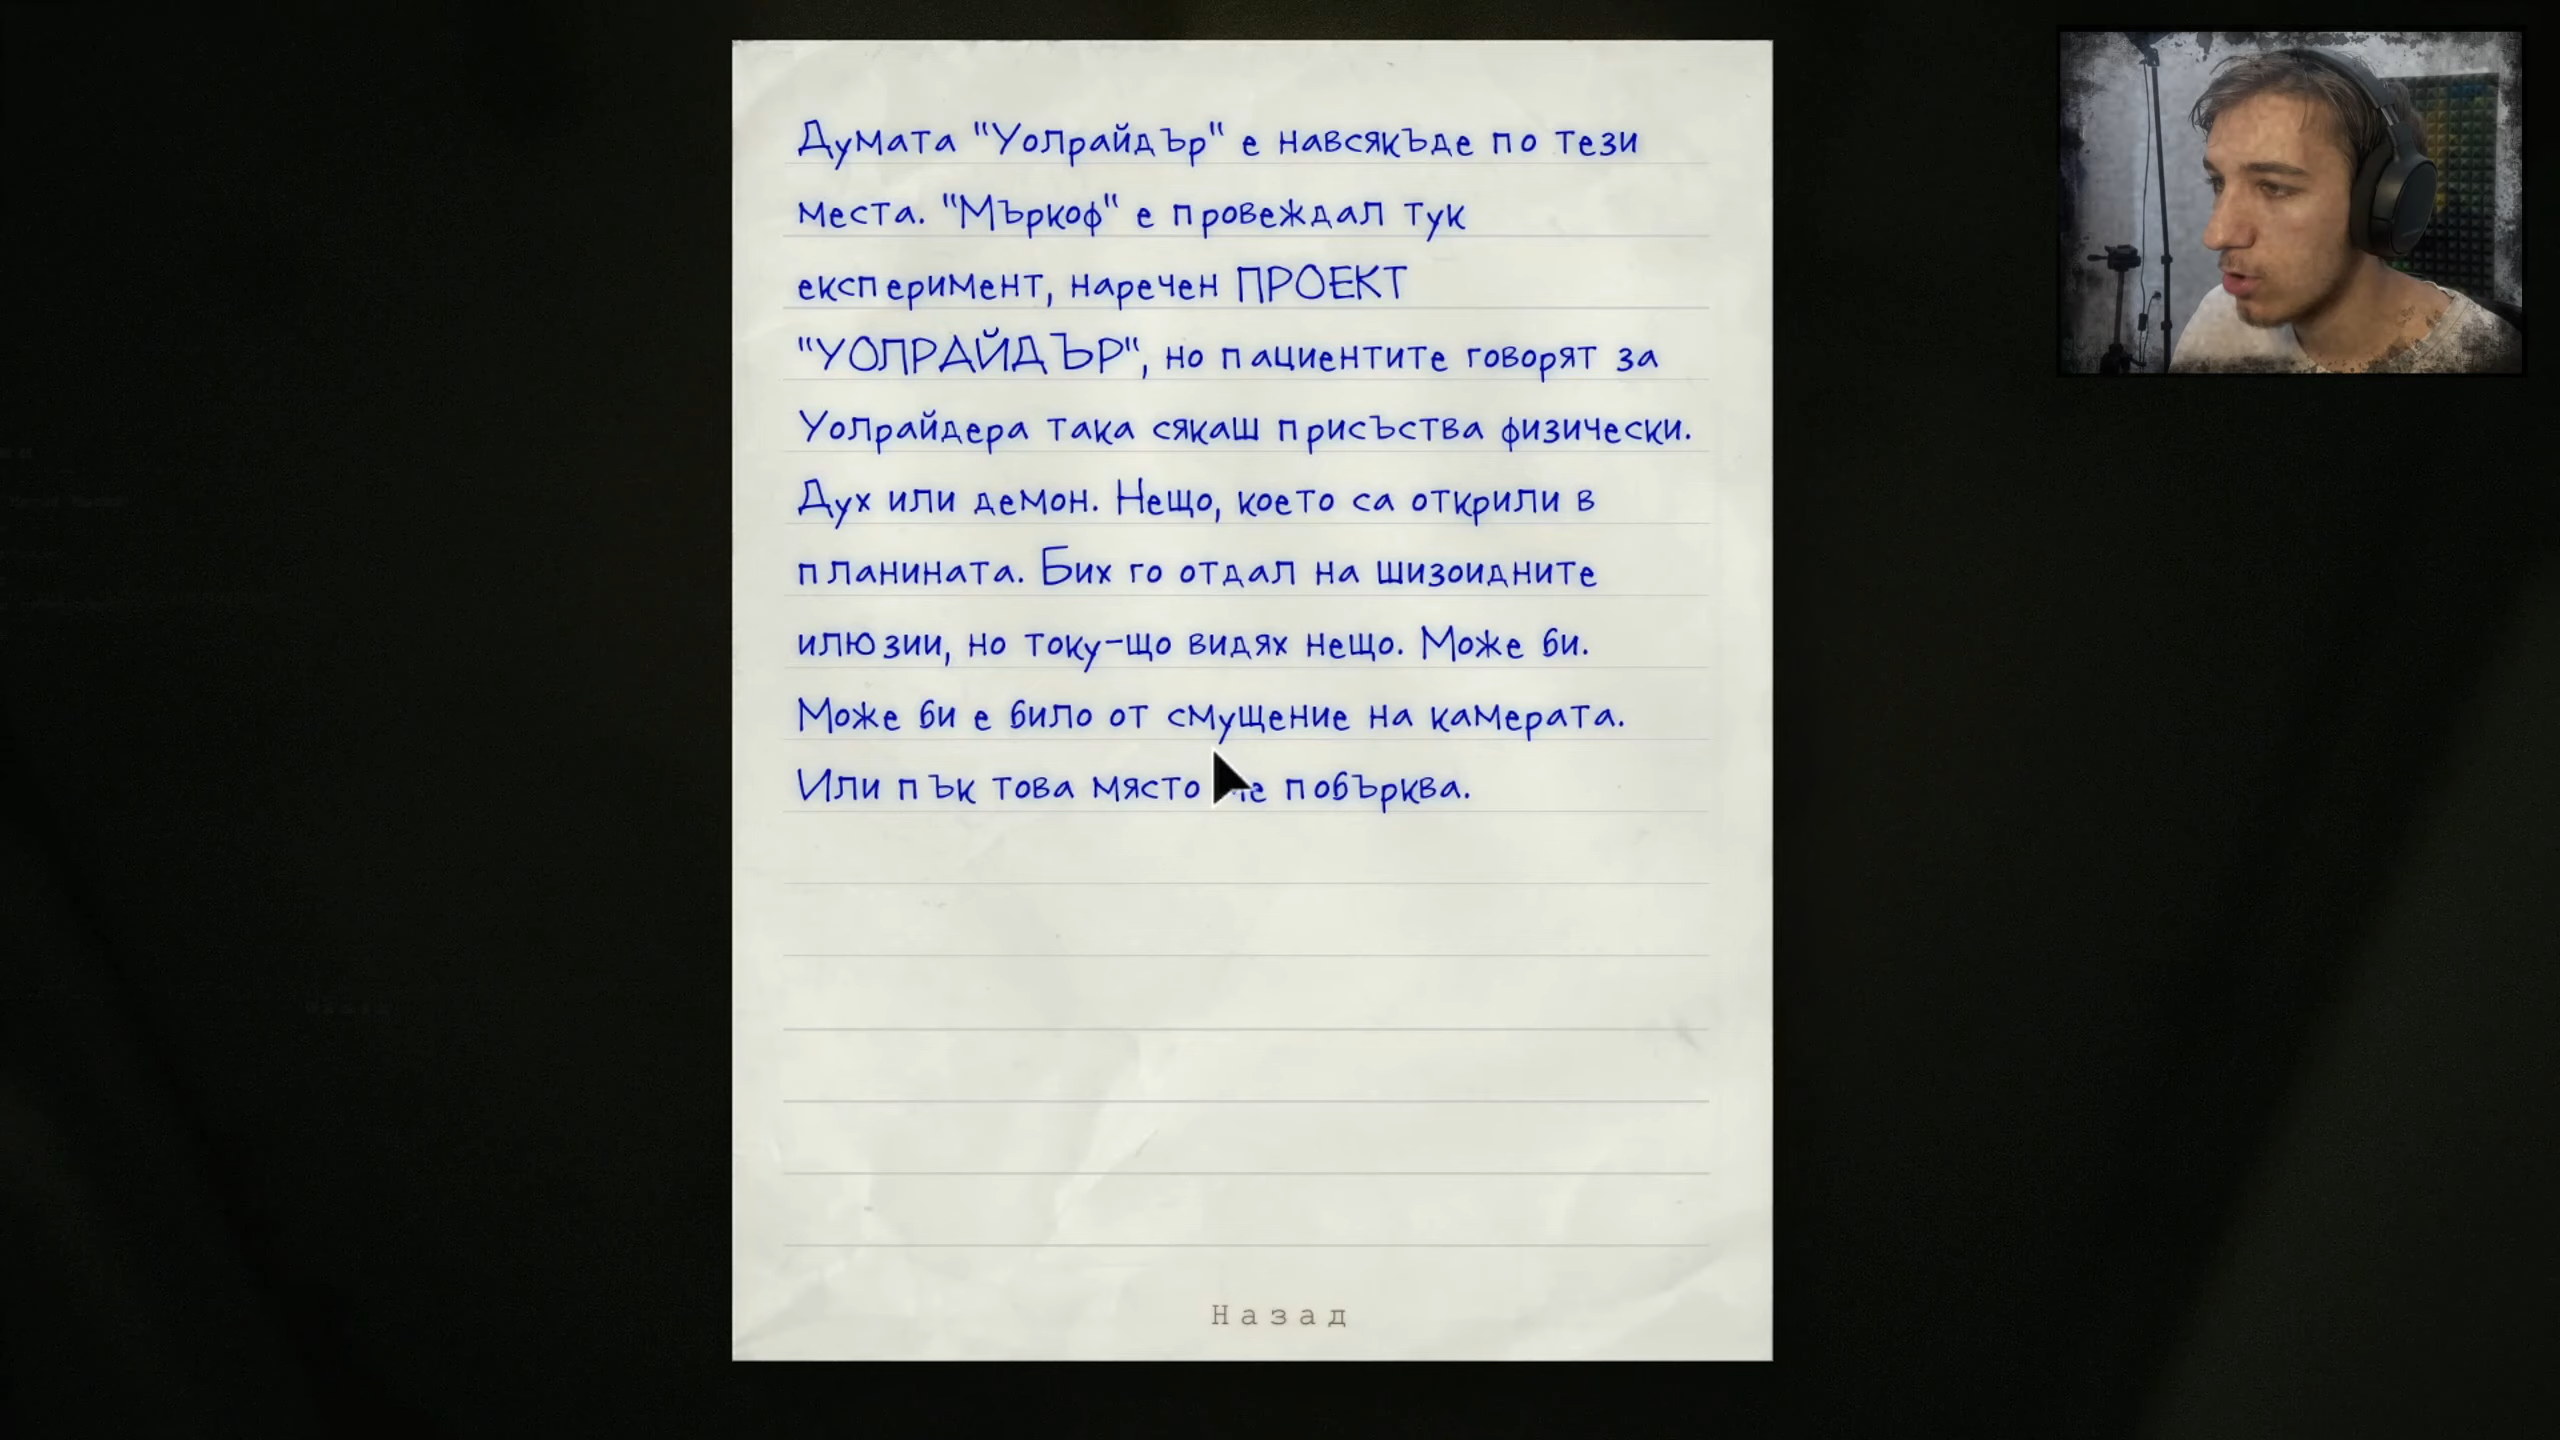 Думата "Уолрайдър" е навсякъде по тези
места. "Мъркоф" е провеждал тук
експеримент, наречен ПРОЕКТ
"УОЛРАЙДЪР", но пациентите говорят за
Уолрайдера така сякаш присъства физически.
Дух или демон. Нещо, което са открили в
планината. Бих го отдал на шизоидните
илюзии, но току-що видях нещо. Може би.
Може би е било от смущение на камерата.
Или пък това място побърква.
Назад